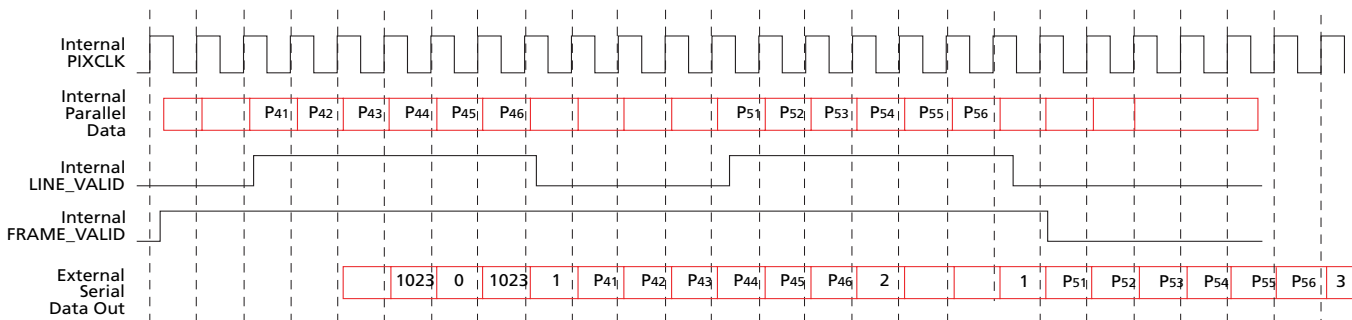 Internal
PIXCLK
Internal
Parallel
Data
P41 P42 P43 P44 P45 P46 P51 P52 P53 P54 P55 P56
Internal
LINE_VALID
Internal
FRAME_VALID
External
Serial
Data Out
1023 0 1023 1 P41 P42 P43 P44 P45 P46 2 1 P51 P52 P53 P54 P55 P56 3